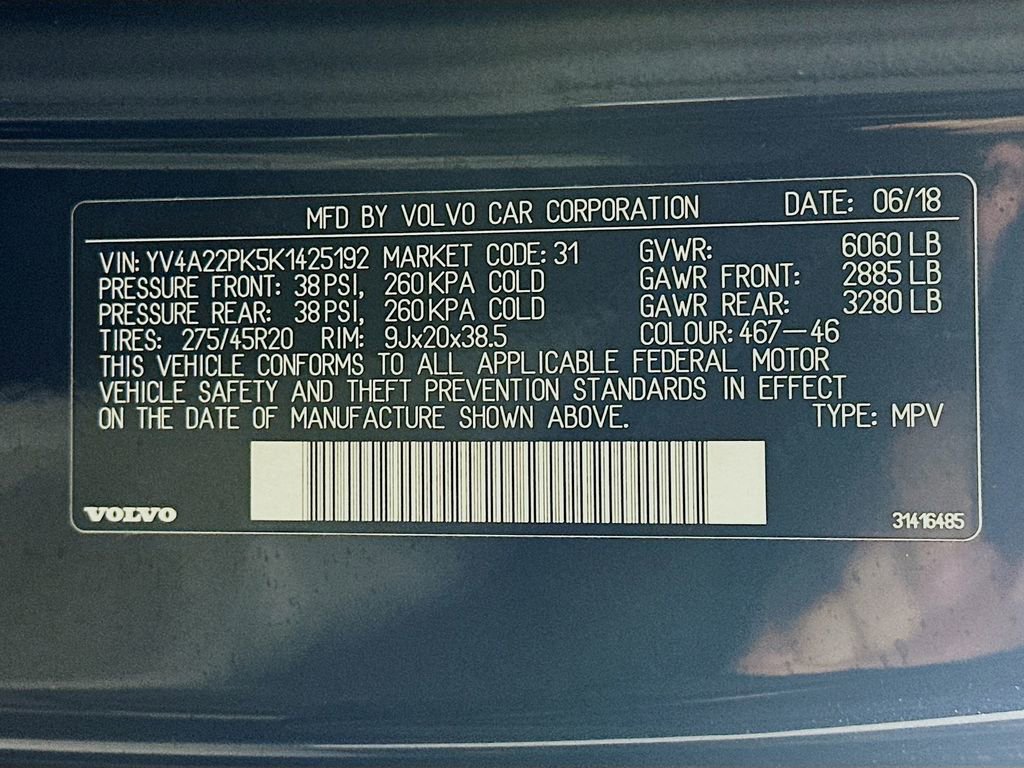 MFD BY VOLVO CAR CORPORATION DATE: 06/18
VIN: YV4A22PK5K1425192 MARKET CODE: 31 GVWR: 6060 LB
PRESSURE FRONT: 38 PSI, 260 KPA COLD GAWR FRONT: 2885 LB
PRESSURE REAR: 38 PSI, 260 KPA COLD GAWR REAR: 3280 LB
TIRES: 275/45R20 RIM: 9Jx20x38.5 COLOUR: 467-46
THIS VEHICLE CONFORMS TO ALL APPLICABLE FEDERAL MOTOR
VEHICLE SAFETY AND THEFT PREVENTION STANDARDS IN EFFECT
ON THE DATE OF MANUFACTURE SHOWN ABOVE. TYPE: MPV
VOLVO 31416485